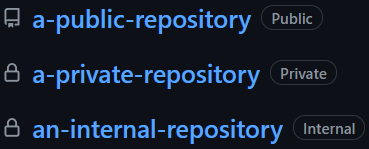 a-public-repository Public
a-private-repository Private
an-internal-repository Internal